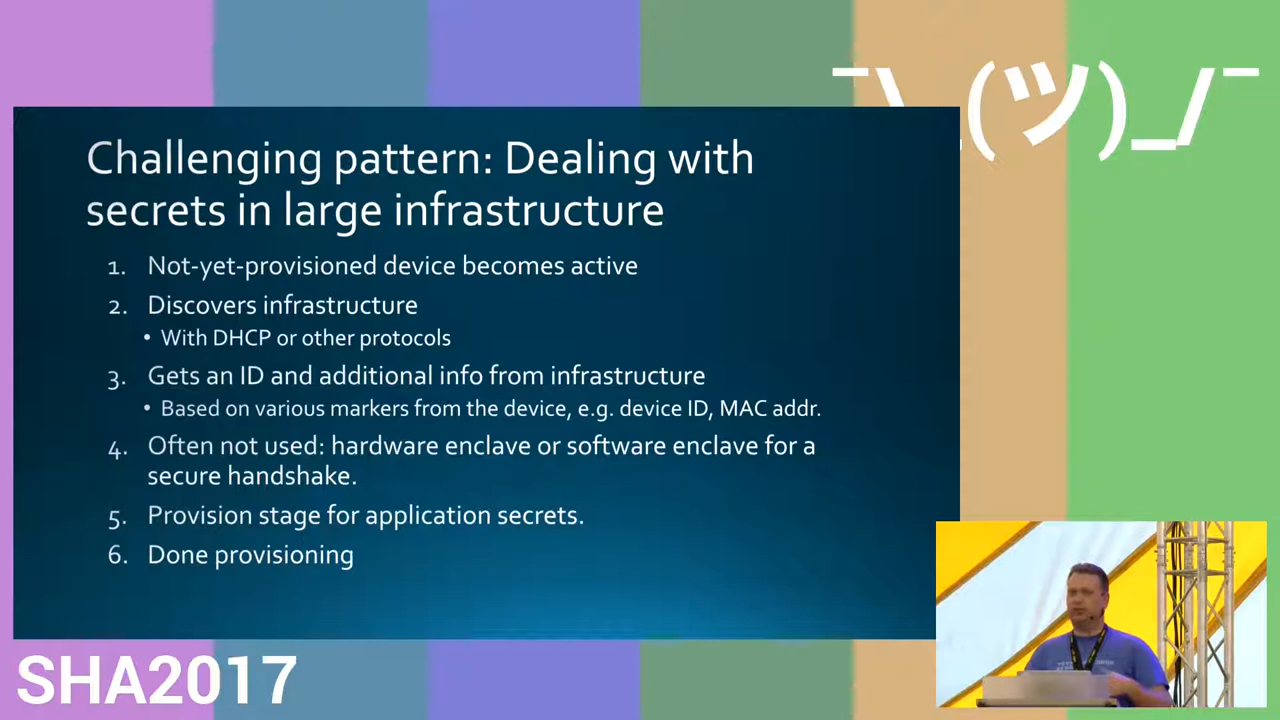 ¯\_(ツ)_/¯
Challenging pattern: Dealing with
secrets in large infrastructure
1. Not-yet-provisioned device becomes active
2. Discovers infrastructure
• With DHCP or other protocols
3. Gets an ID and additional info from infrastructure
• Based on various markers from the device, e.g. device ID, MAC addr.
4. Often not used: hardware enclave or software enclave for a
secure handshake.
5. Provision stage for application secrets.
6. Done provisioning
SHA2017